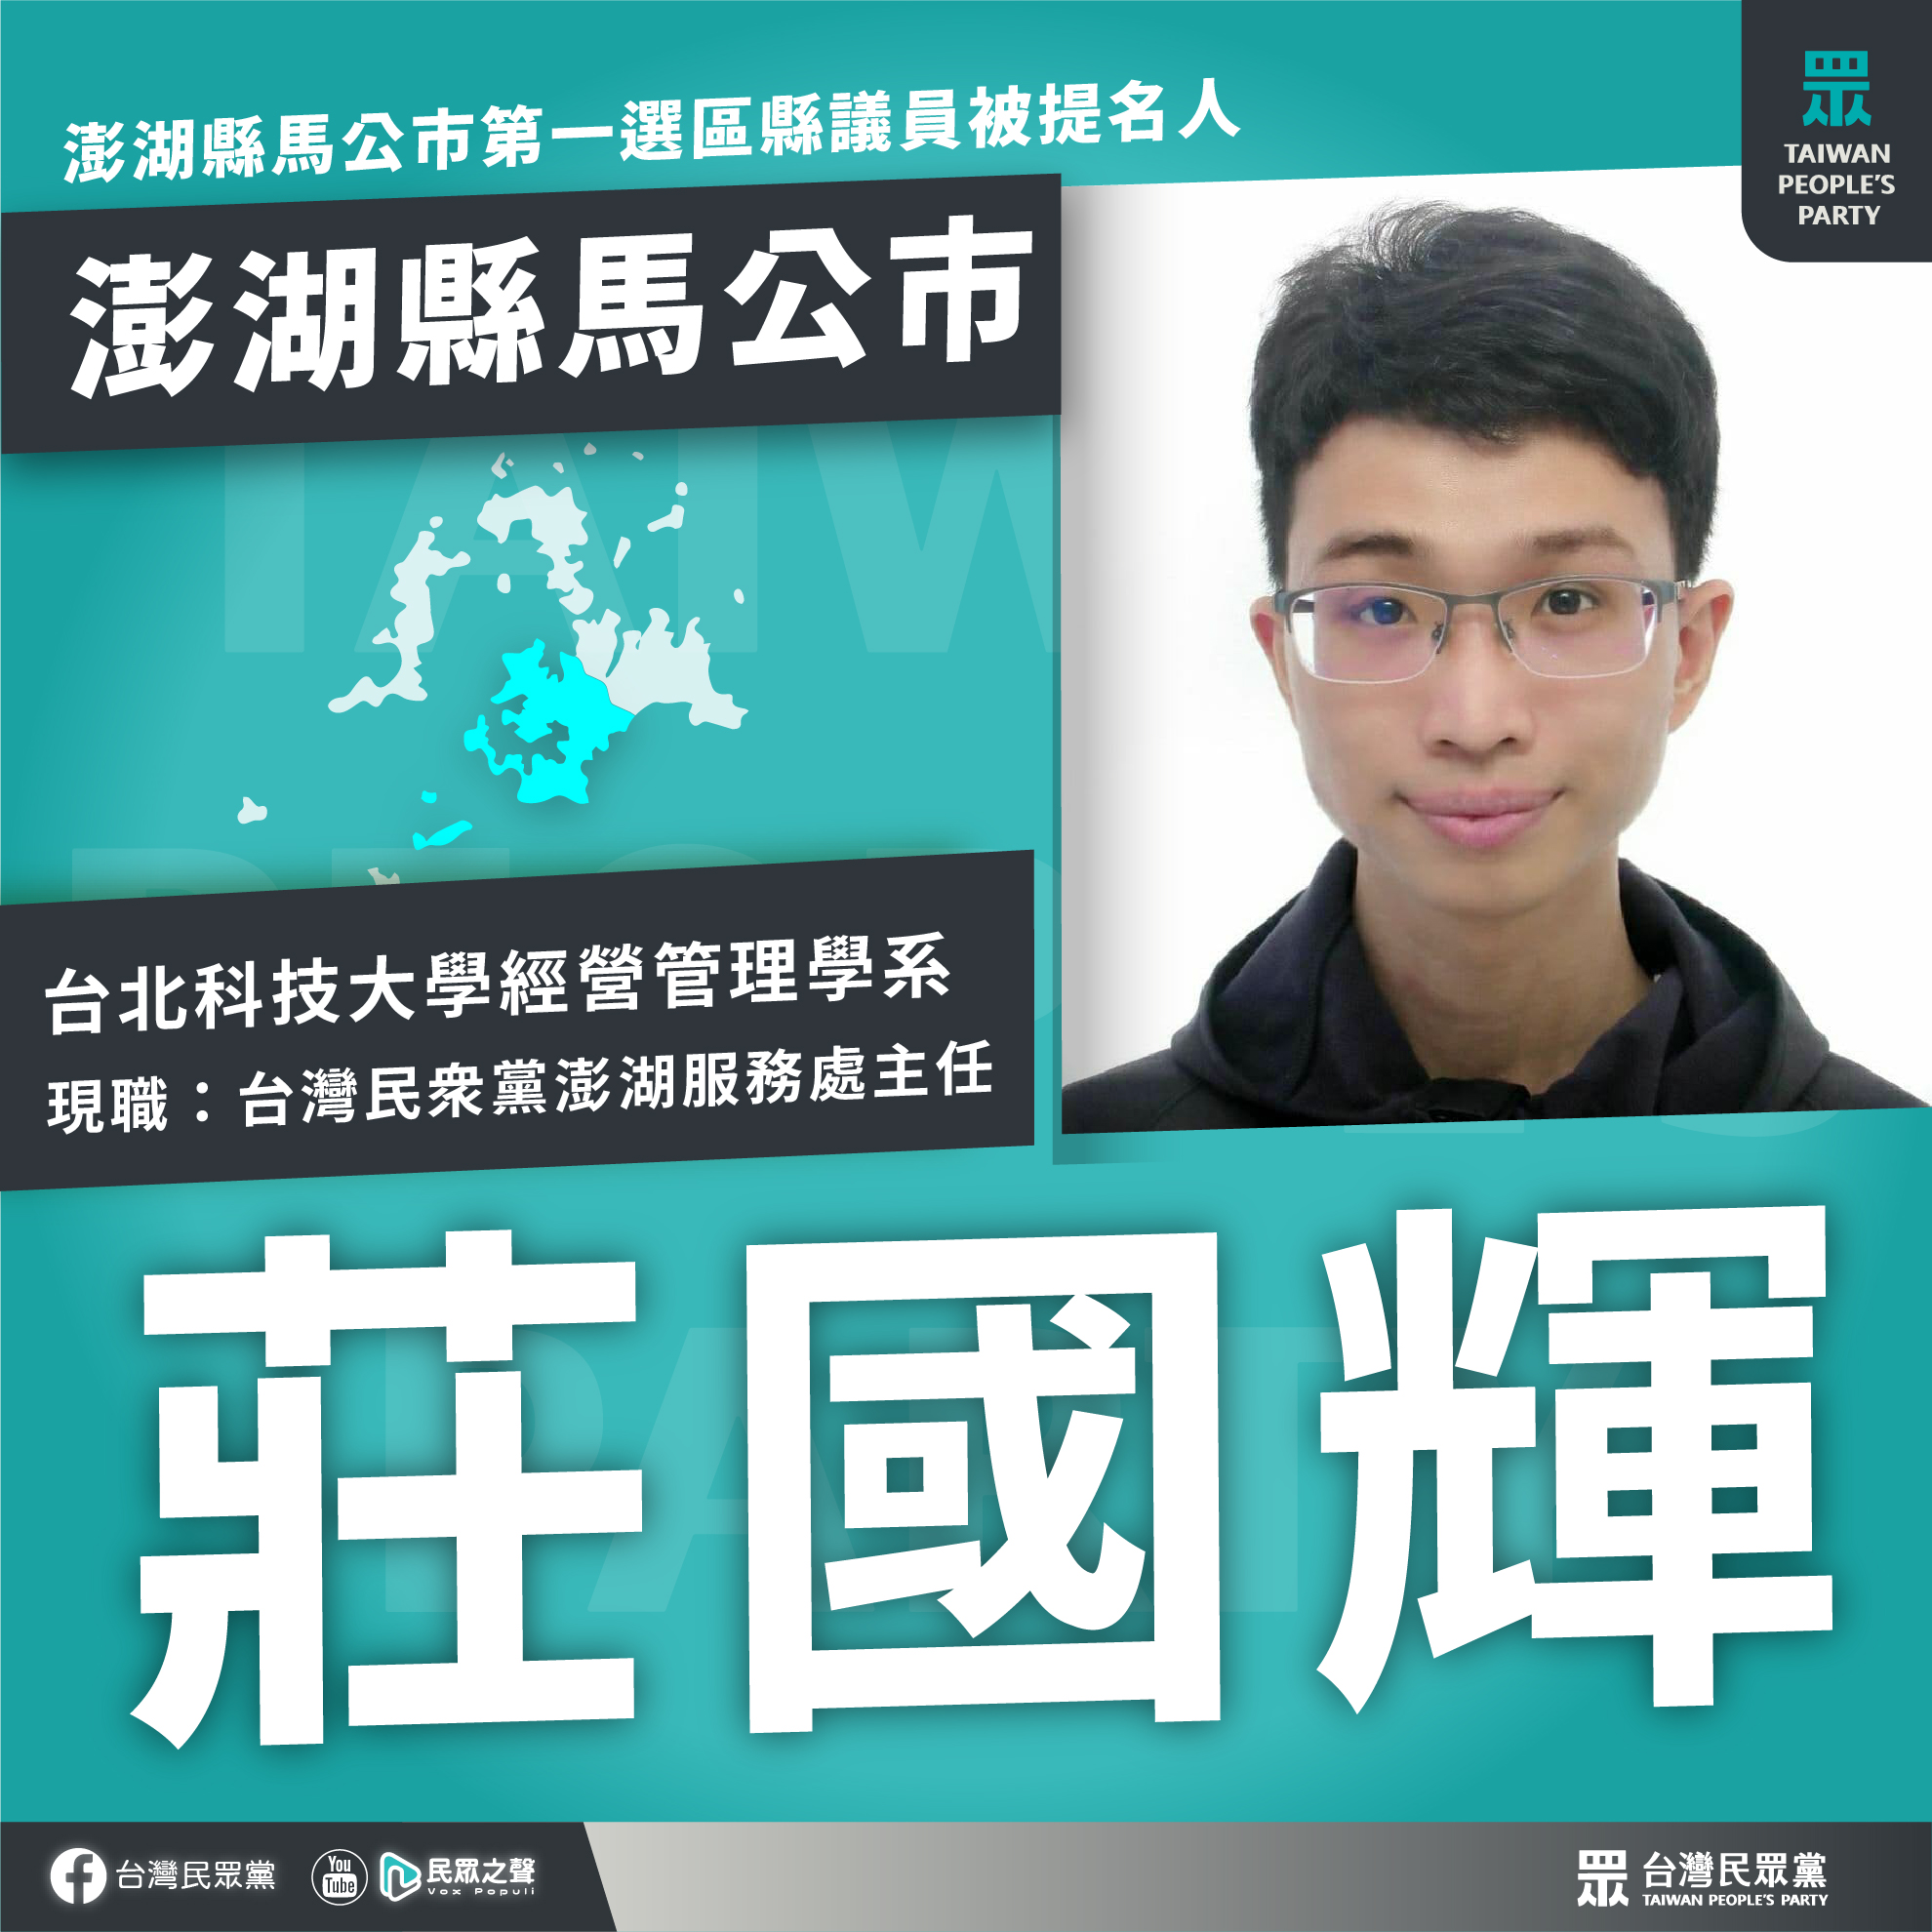 澎湖縣馬公市第一選區縣議員被提名人
眾
TAIWAN
PEOPLE'S
PARTY
澎湖縣馬公市
TAIW
台北科技大學經營管理學系
現職：台灣民衆黨澎湖服務處主任
PARTY
莊國輝
f 台灣民眾黨
You
Tube
民眾之聲
Vox Populi
眾 台灣民眾黨
TAIWAN PEOPLE'S PARTY